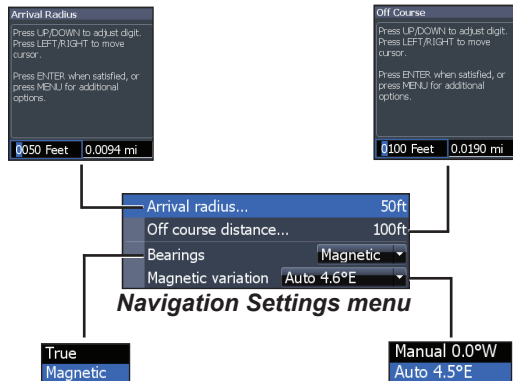 Arrival Radius
Press UP/DOWN to adjust digit.
Press LEFT/RIGHT to move
cursor.
Press ENTER when satisfied, or
press MENU for additional
options.
0050 Feet 0.0094 mi
Off Course
Press UP/DOWN to adjust digit.
Press LEFT/RIGHT to move
cursor.
Press ENTER when satisfied, or
press MENU for additional
options.
0100 Feet 0.0190 mi
Arrival radius... 50ft
Off course distance... 100ft
Bearings Magnetic
Magnetic variation Auto 4.6°E
Navigation Settings menu
True
Magnetic
Manual 0.0°W
Auto 4.5°E